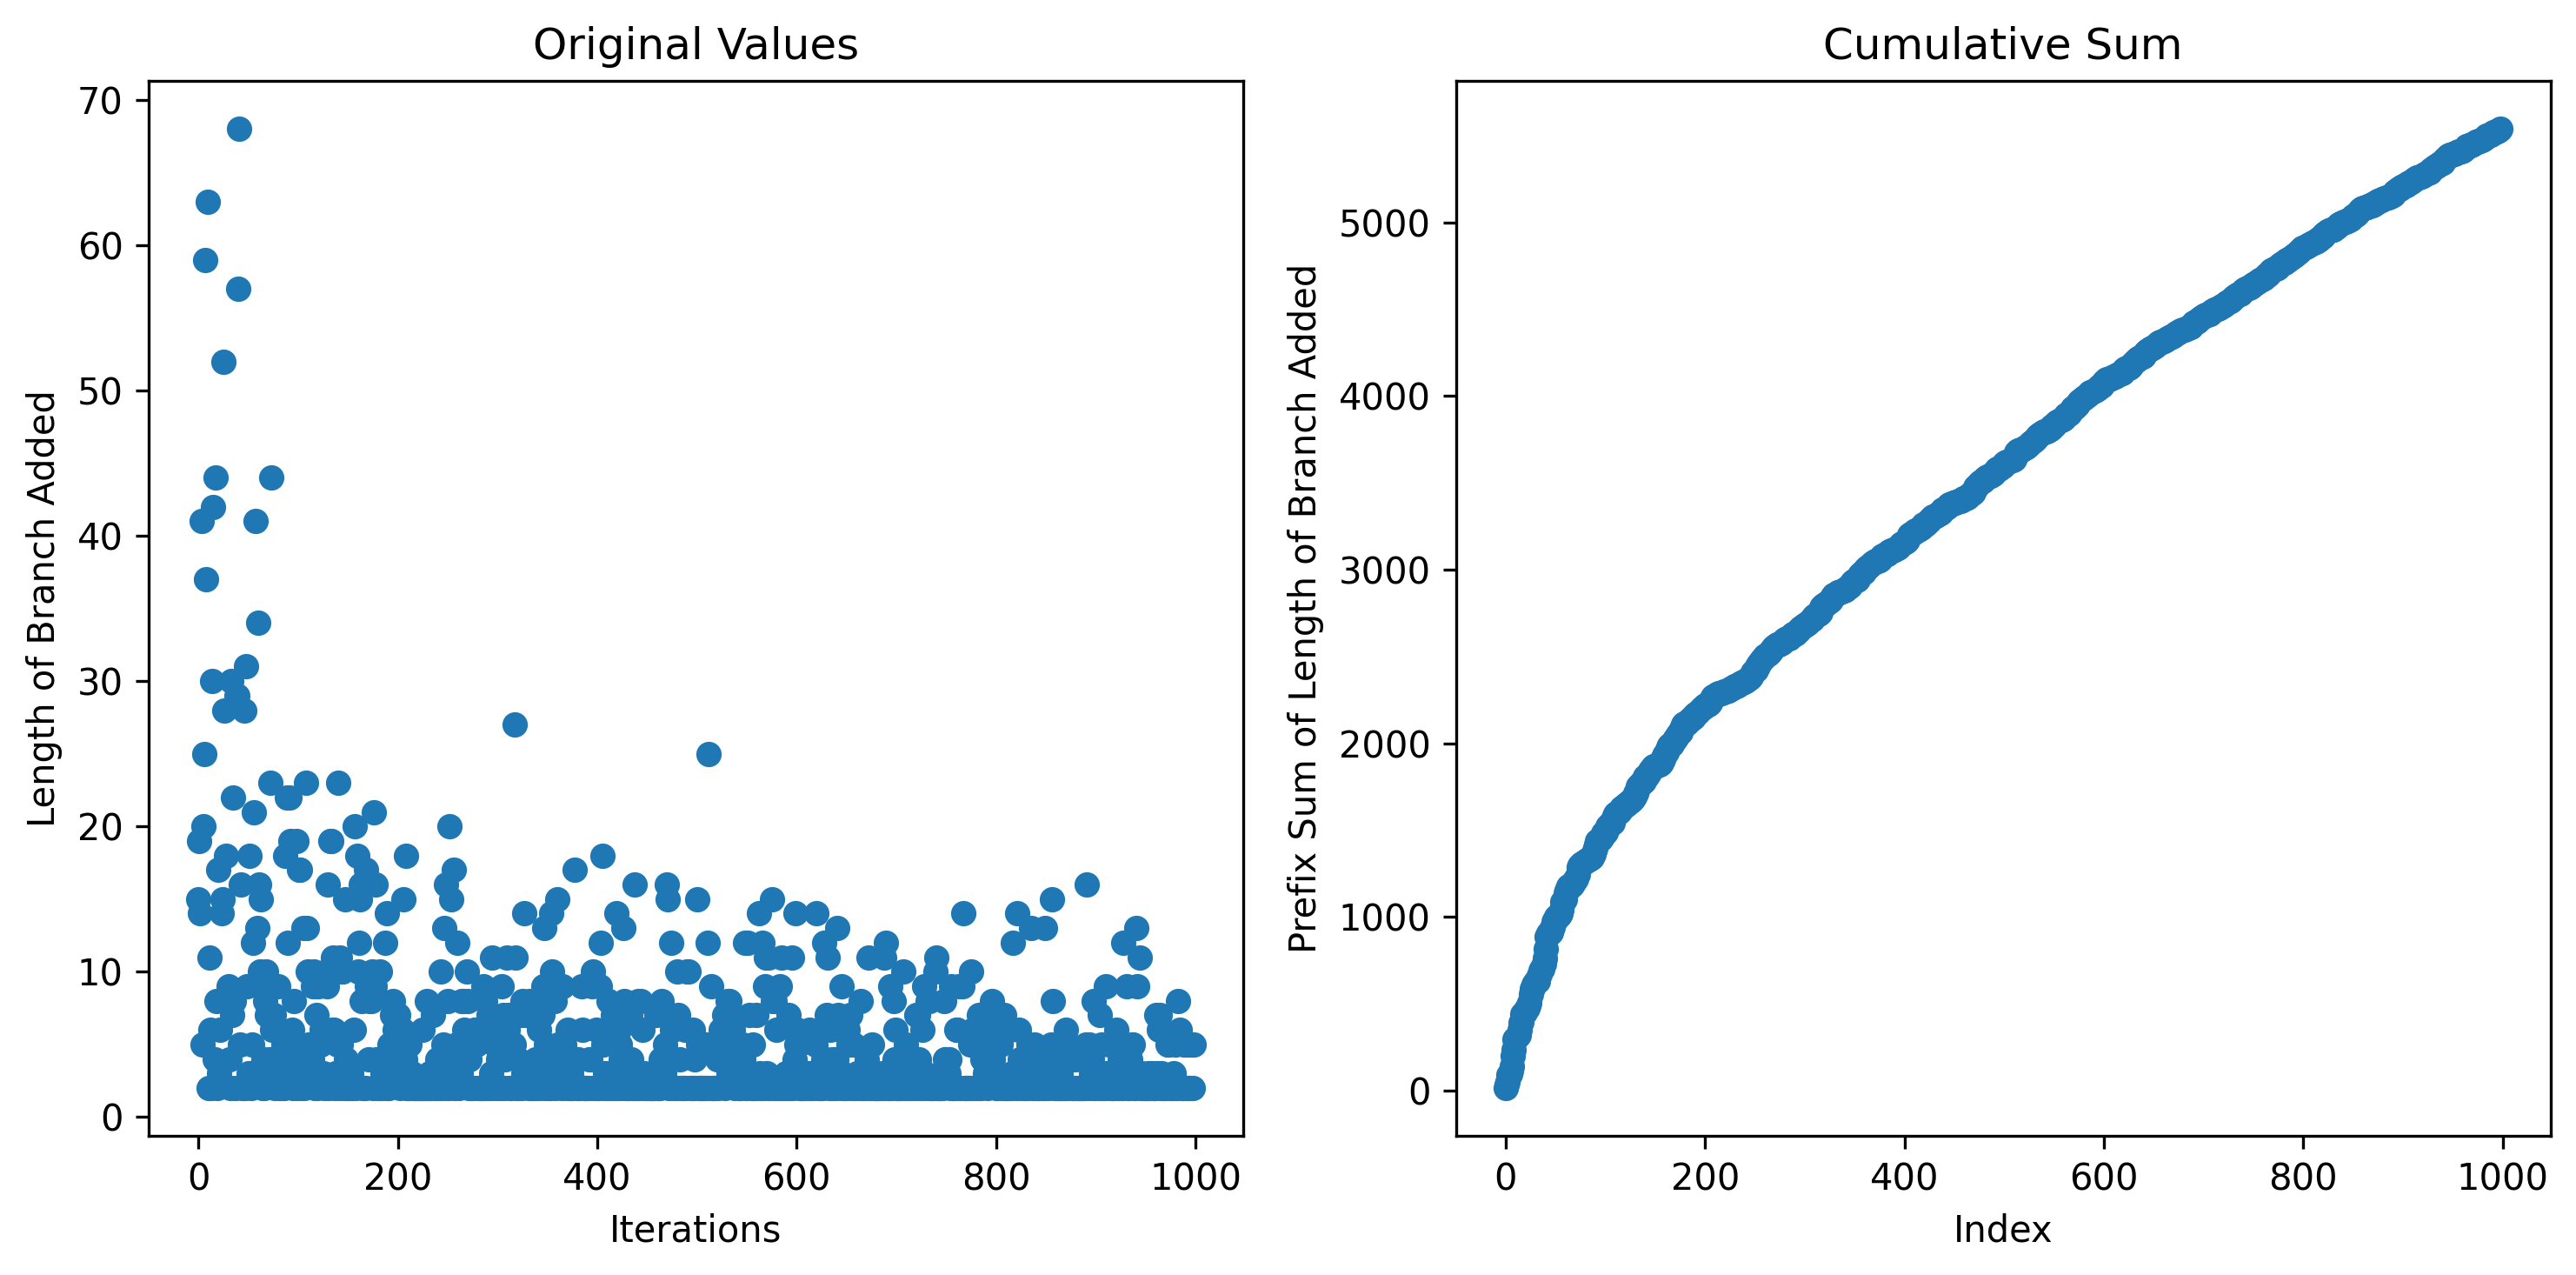 Original Values
70
60
50
40
30
20
10
0
Length of Branch Added
0 200 400 600 800 1000
Iterations
Cumulative Sum
5000
4000
3000
2000
1000
0
Prefix Sum of Length of Branch Added
0 200 400 600 800 1000
Index